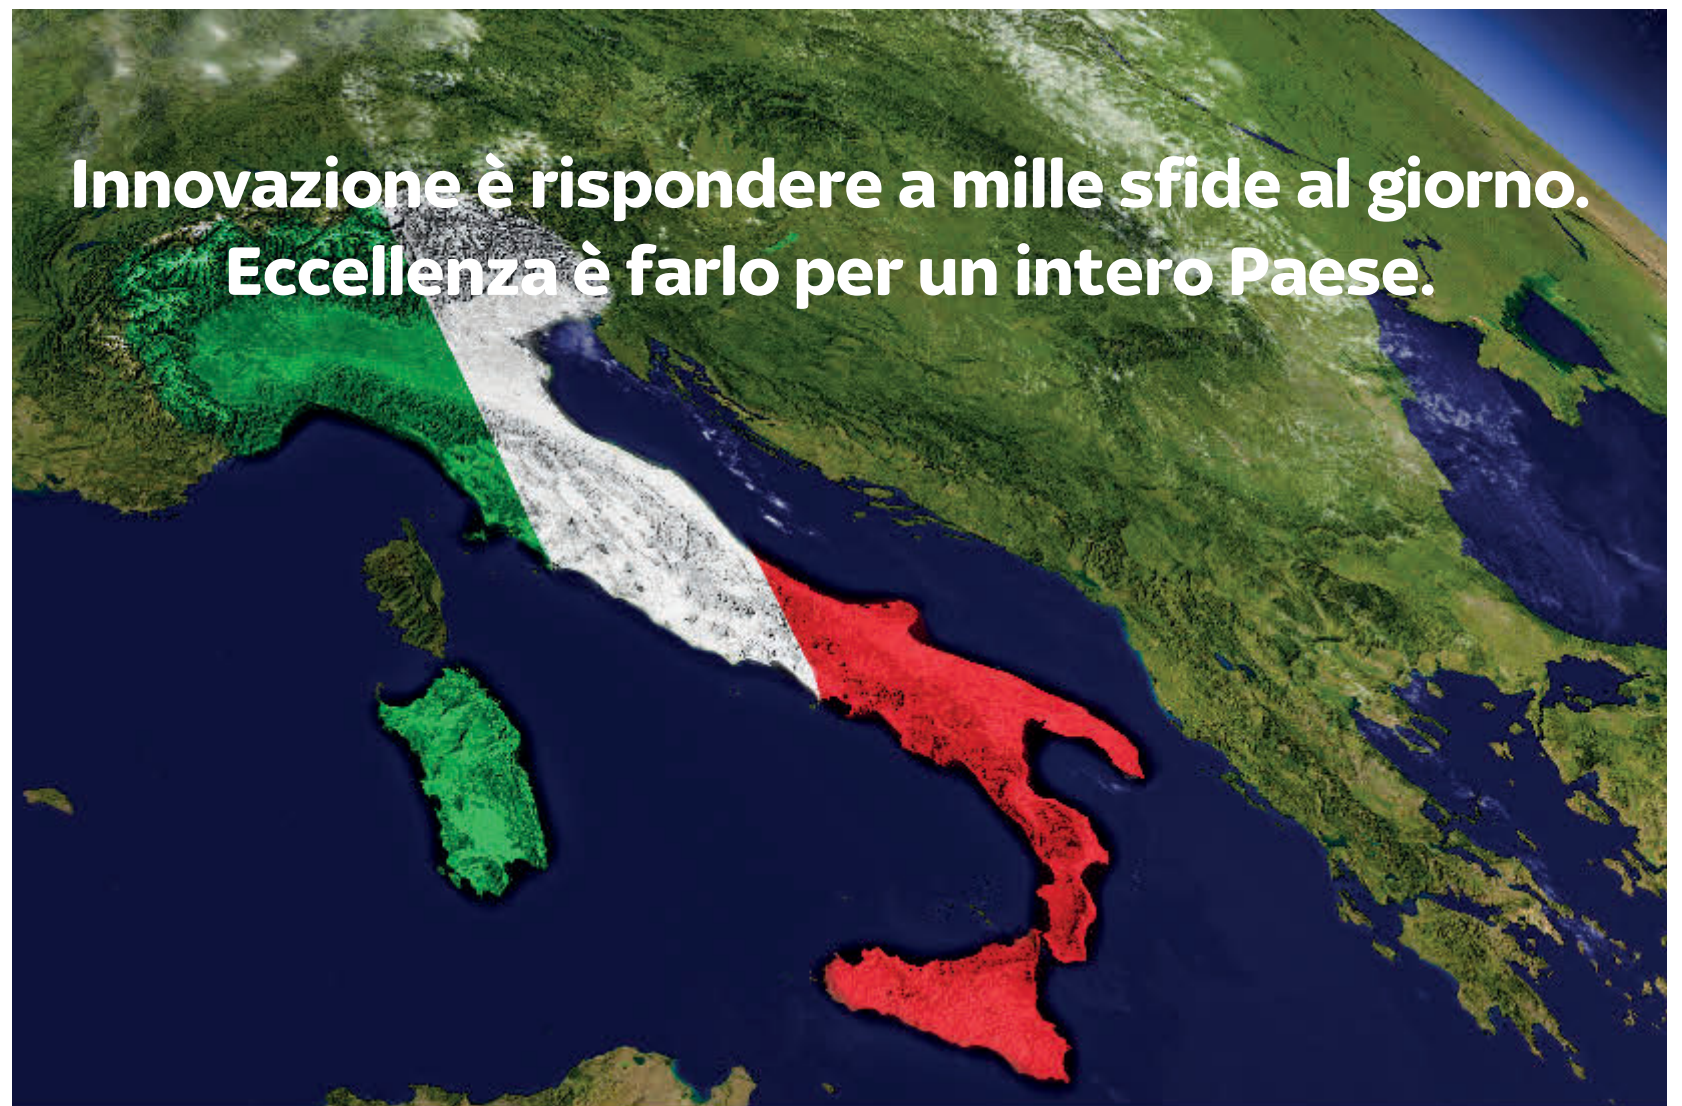 Innovazione è rispondere a mille sfide al giorno.
Eccellenza è farlo per un intero Paese.